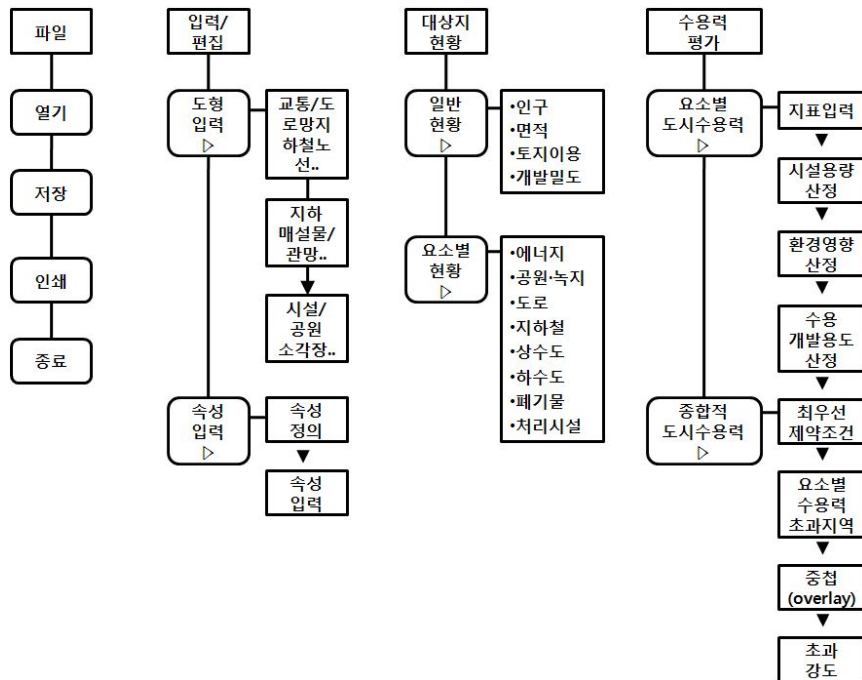 파일
열기
저장
인쇄
종료
입력/
편집
도형
입력
▷
교통/도
로망지
하철노
선..
지하
매설물/
관망..
시설/
공원
소각장..
속성
입력
▷
속성
정의
속성
입력
대상지
현황
일반
현황
▷
•인구
•면적
•토지이용
•개발밀도
요소별
현황
▷
•에너지
•공원·녹지
•도로
•지하철
•상수도
•하수도
•폐기물
•처리시설
수용력
평가
요소별
도시수용력
▷
지표입력
시설용량
산정
환경영향
산정
수용
개발용도
산정
종합적
도시수용력
▷
최우선
제약조건
요소별
수용력
초과지역
중첩
(overlay)
초과
강도